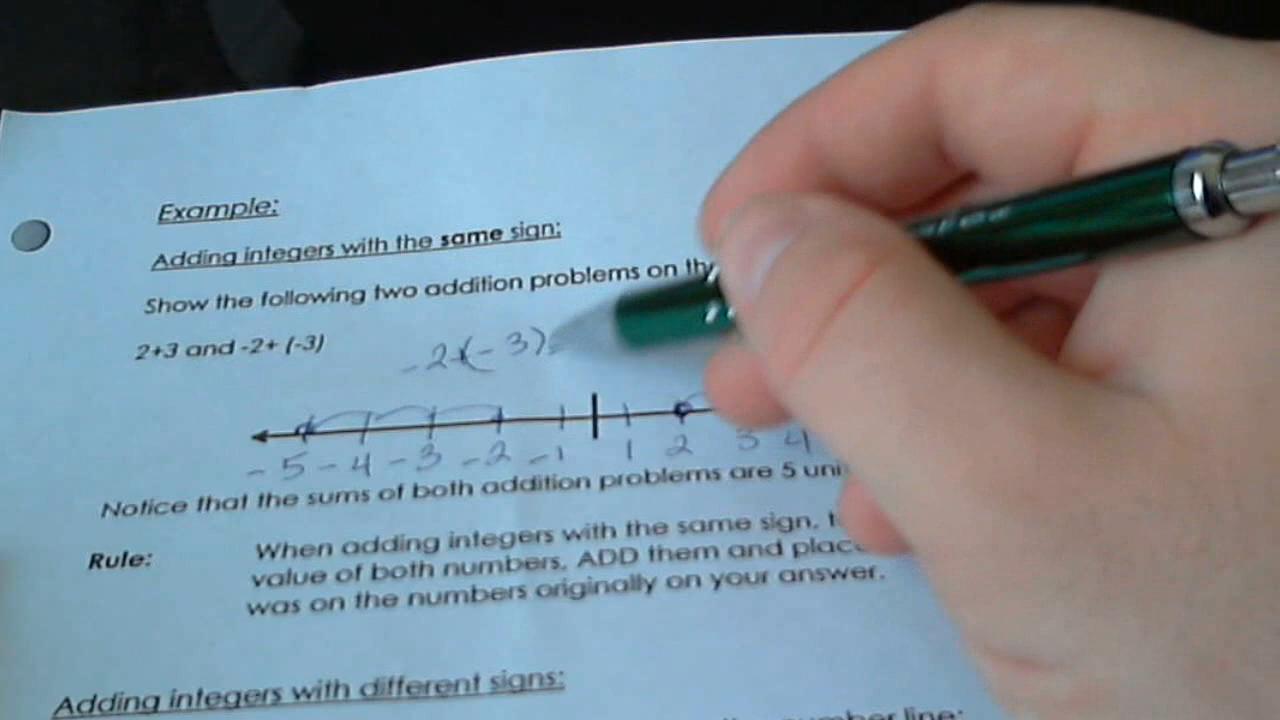 Example:
Adding integers with the same sign:
Show the following two addition problems on
2+3 and -2+ (-3)
-2+(-3)=
-5 -4 -3 -2 -1 1 2 3 4
Notice that the sums of both addition problems are 5
Rule: When adding integers with the same sign,
value of both numbers, ADD them and
was on the numbers originally on your answer.
Adding integers with different signs:
number line: